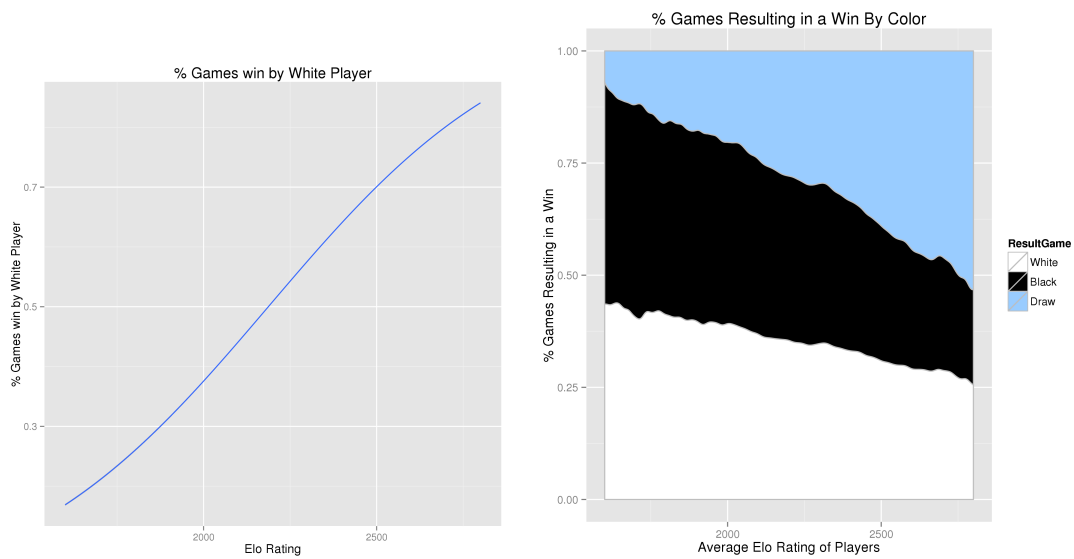 % Games win by White Player
% Games win by White Player
0.7
0.5
0.3
2000
2500
Elo Rating
% Games Resulting in a Win By Color
% Games Resulting in a Win
1.00
0.75
0.50
0.25
0.00
2000
2500
Average Elo Rating of Players
ResultGame
White
Black
Draw